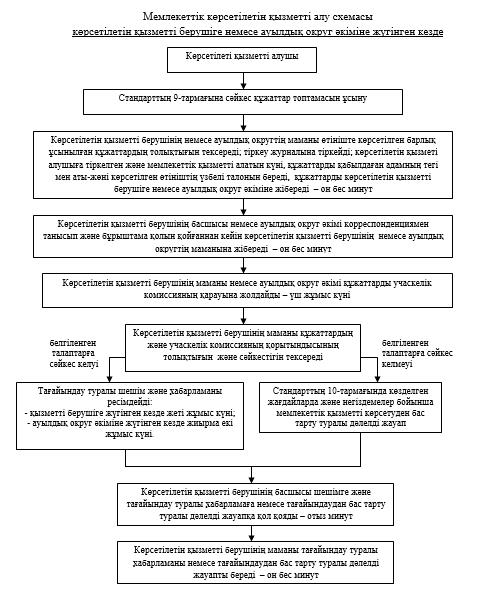 Мемлекеттік көрсетілетін қызметті алу схемасы
көрсетілетін қызметті берушіге немесе ауылдық округ әкіміне жүгінген кезде
Көрсетілеті қызметті алушы
Стандарттың 9-тармағына сәйкес құжаттар топтамасын ұсыну
Көрсетілетін қызметті берушінің немесе ауылдық округтің маманы өтініште көрсетілген барлық
ұсынылған құжаттардың толықтығын тексереді; тіркеу журналына тіркейді; көрсетілетін қызметі
алушыға тіркелген және мемлекеттік қызметті алатын күні, құжаттарды қабылдаған адамның тегі
мен аты-жөні көрсетілген өтініштің үзбелі талонын береді,  құжаттарды көрсетілетін қызметті
берушіге немесе ауылдық округ әкіміне жібереді  – он бес минут
Көрсетілетін қызметті берушінің басшысы немесе ауылдық округ әкімі корреспонденциямен
танысып және бұрыштама қолын қойғаннан кейін көрсетілетін қызметті берушінің  немесе ауылдық
округтің маманына жібереді  – он бес минут
Көрсетілетін қызметті берушінің маманы немесе ауылдық округ әкімі құжаттарды учаскелік
комиссияның қарауына жолдайды – үш жұмыс күні
Көрсетілетін қызметті берушінің маманы құжаттардың
және учаскелік комиссияның қорытындысының
толықтығын  және сәйкестігін тексереді
белгіленген
талаптарға
сәйкес келуі
белгіленген
талаптарға сәйкес
келмеуі
Тағайындау туралы шешім және хабарламаны
ресімдейді:
- қызметті берушіге жүгінген кезде жеті жұмыс күні;
- ауылдық округ әкіміне жүгінген кезде жиырма екі
жұмыс күні.
Стандарттың 10-тармағында көзделген
жағдайларда және негіздемелер бойынша
мемлекеттік қызметті көрсетуден бас
тарту туралы дәлелді жауап
Көрсетілетін қызметті берушінің басшысы шешімге және
тағайындау туралы хабарламаға немесе тағайындаудан бас тарту
туралы дәлелді жауапқа қол қояды – отыз минут
Көрсетілетін қызметті берушінің маманы тағайындау туралы
хабарламаны немесе тағайындаудан бас тарту туралы дәлелді
жауапты береді  – он бес минут